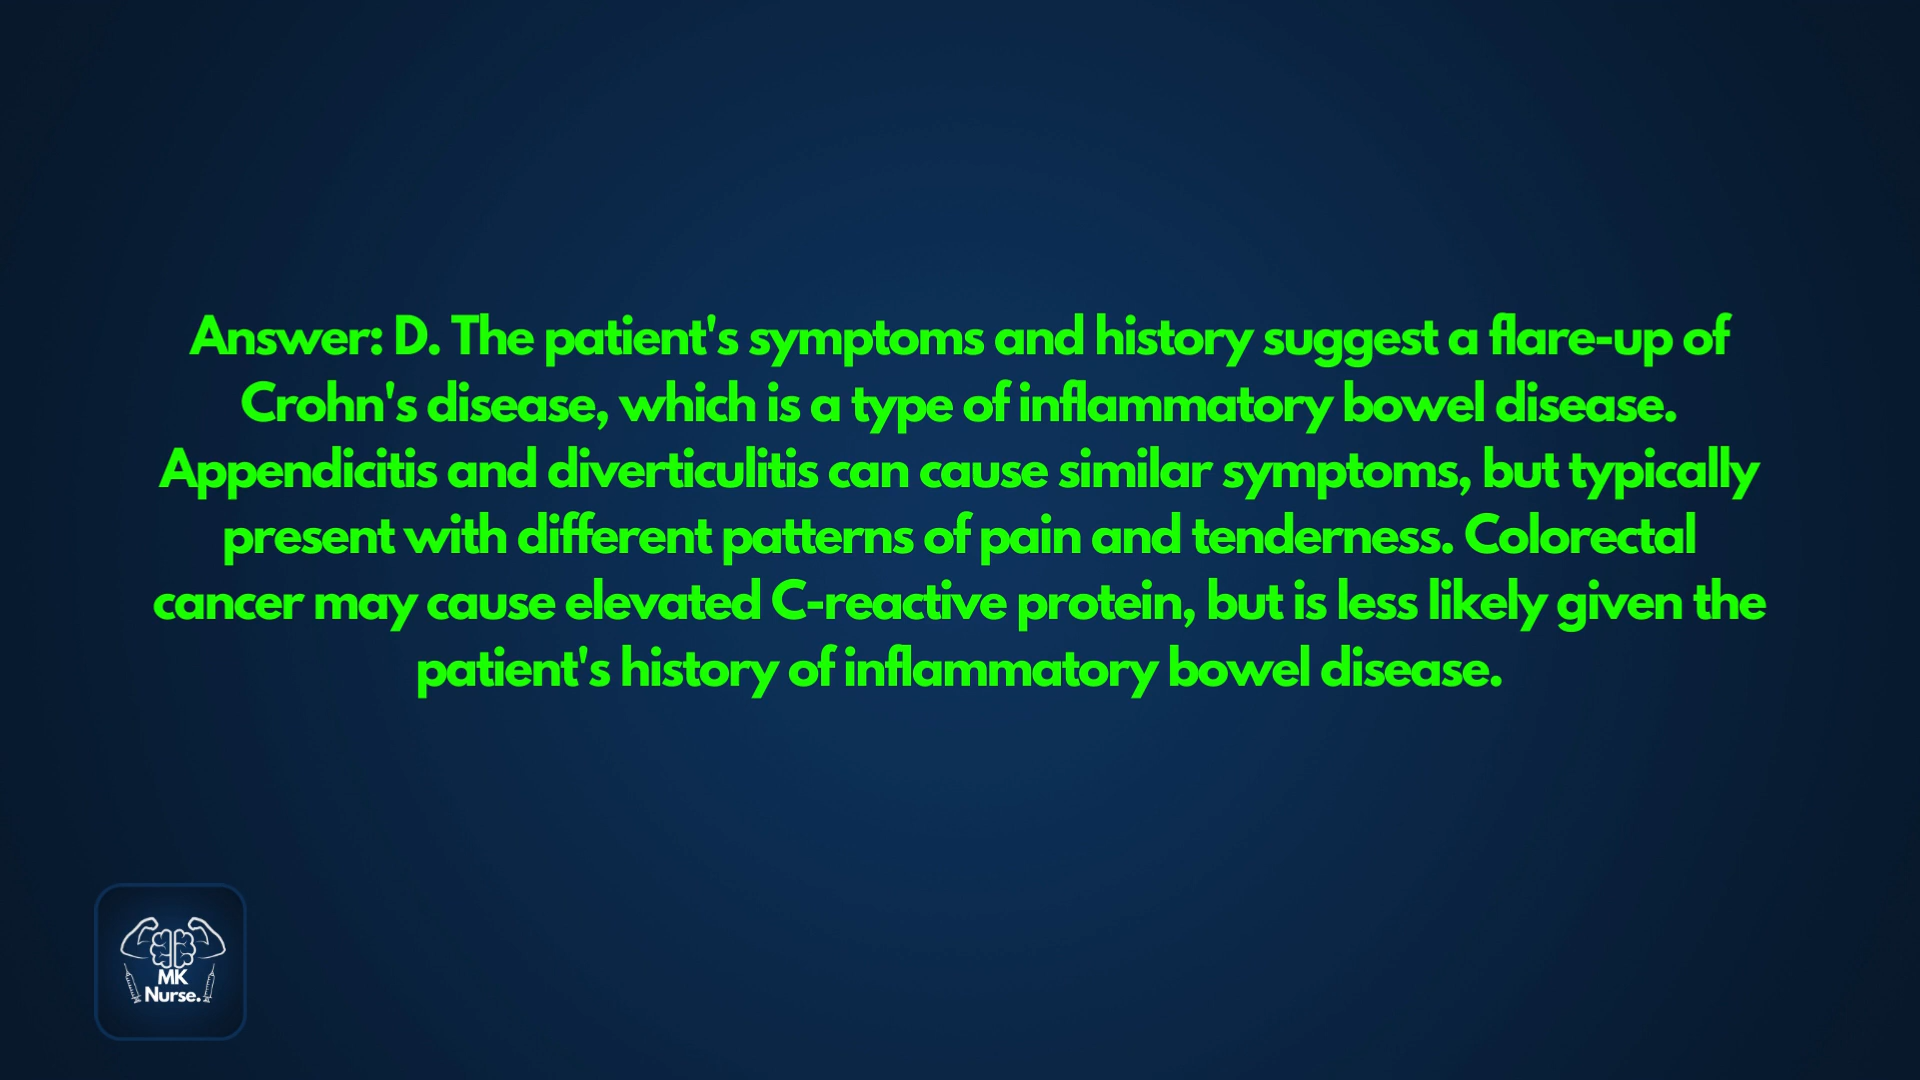 Answer: D. The patient's symptoms and history suggest a flare-up of
Crohn's disease, which is a type of inflammatory bowel disease.
Appendicitis and diverticulitis can cause similar symptoms, but typically
present with different patterns of pain and tenderness. Colorectal
cancer may cause elevated C-reactive protein, but is less likely given the
patient's history of inflammatory bowel disease.
MK
Nurse.